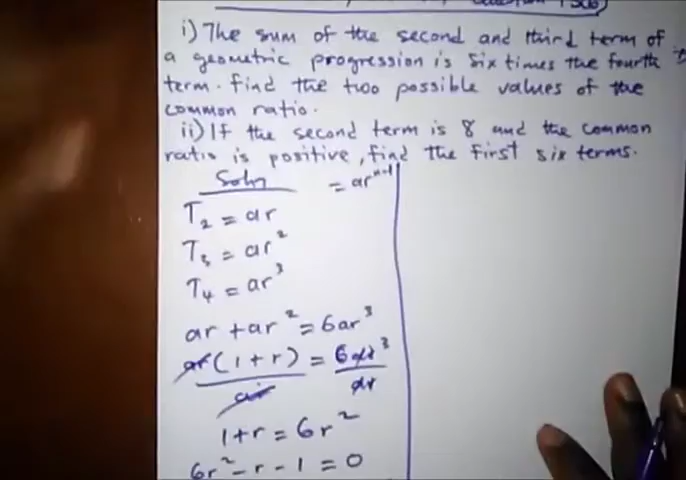 i) The sum of the second and third term of
a geometric progression is six times the fourth
term. find the two possible values of the
common ratio.
ii) If the second term is 8 and the common
ratio is positive, find the first six terms.
Soln
= ar^{n-1}
T₂ = ar
T₃ = ar²
T₄ = ar³
ar + ar² = 6ar³
ar(1+r) = 6ar³
ar ar
1+r = 6r²
6r² - r - 1 = 0